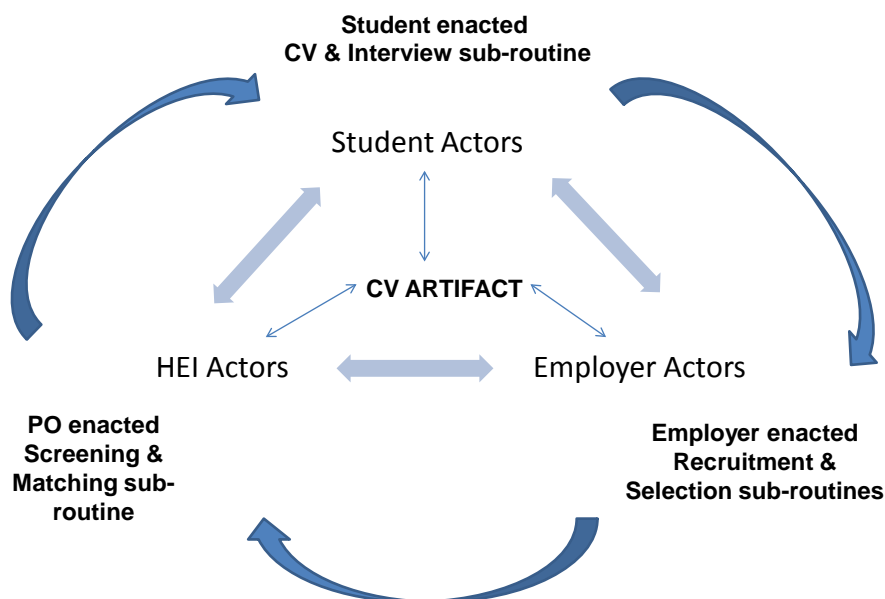 Student enacted
CV & Interview sub-routine
Student Actors
CV ARTIFACT
HEI Actors
Employer Actors
PO enacted
Screening &
Matching sub-
routine
Employer enacted
Recruitment &
Selection sub-routines